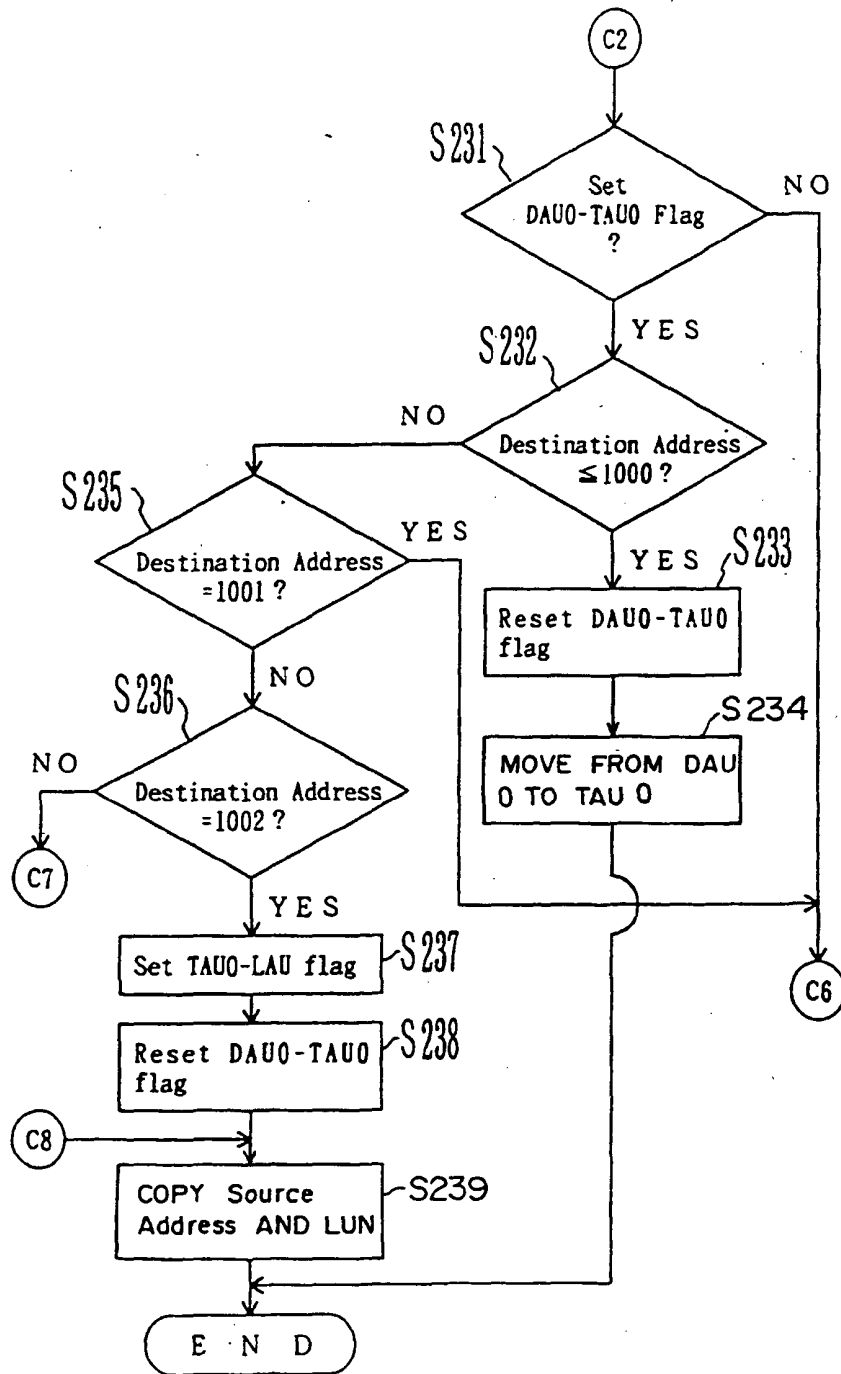 C2
S231
Set
DAU0-TAU0 Flag
?
NO
YES
S232
NO
Destination Address
≦1000?
S235
YES
Destination Address
=1001?
YES
S233
Reset DAU0-TAU0
flag
NO
S236
S234
NO
MOVE FROM DAU
0 TO TAU 0
Destination Address
=1002?
C7
YES
Set TAU0-LAU flag
S237
C6
Reset DAU0-TAU0
flag
S238
C8
COPY Source
Address AND LUN
S239
END